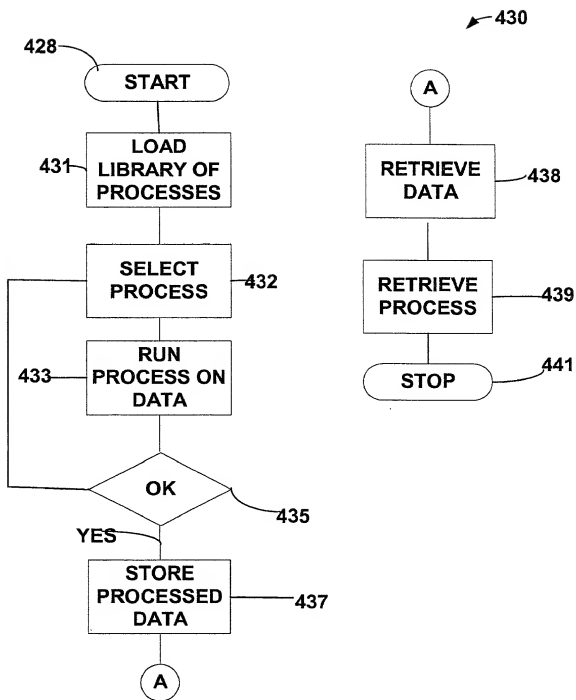 430
428
START
431
LOAD
LIBRARY OF
PROCESSES
SELECT
PROCESS
432
433
RUN
PROCESS ON
DATA
OK
435
YES
STORE
PROCESSED
DATA
437
A
A
RETRIEVE
DATA
438
RETRIEVE
PROCESS
439
STOP
441